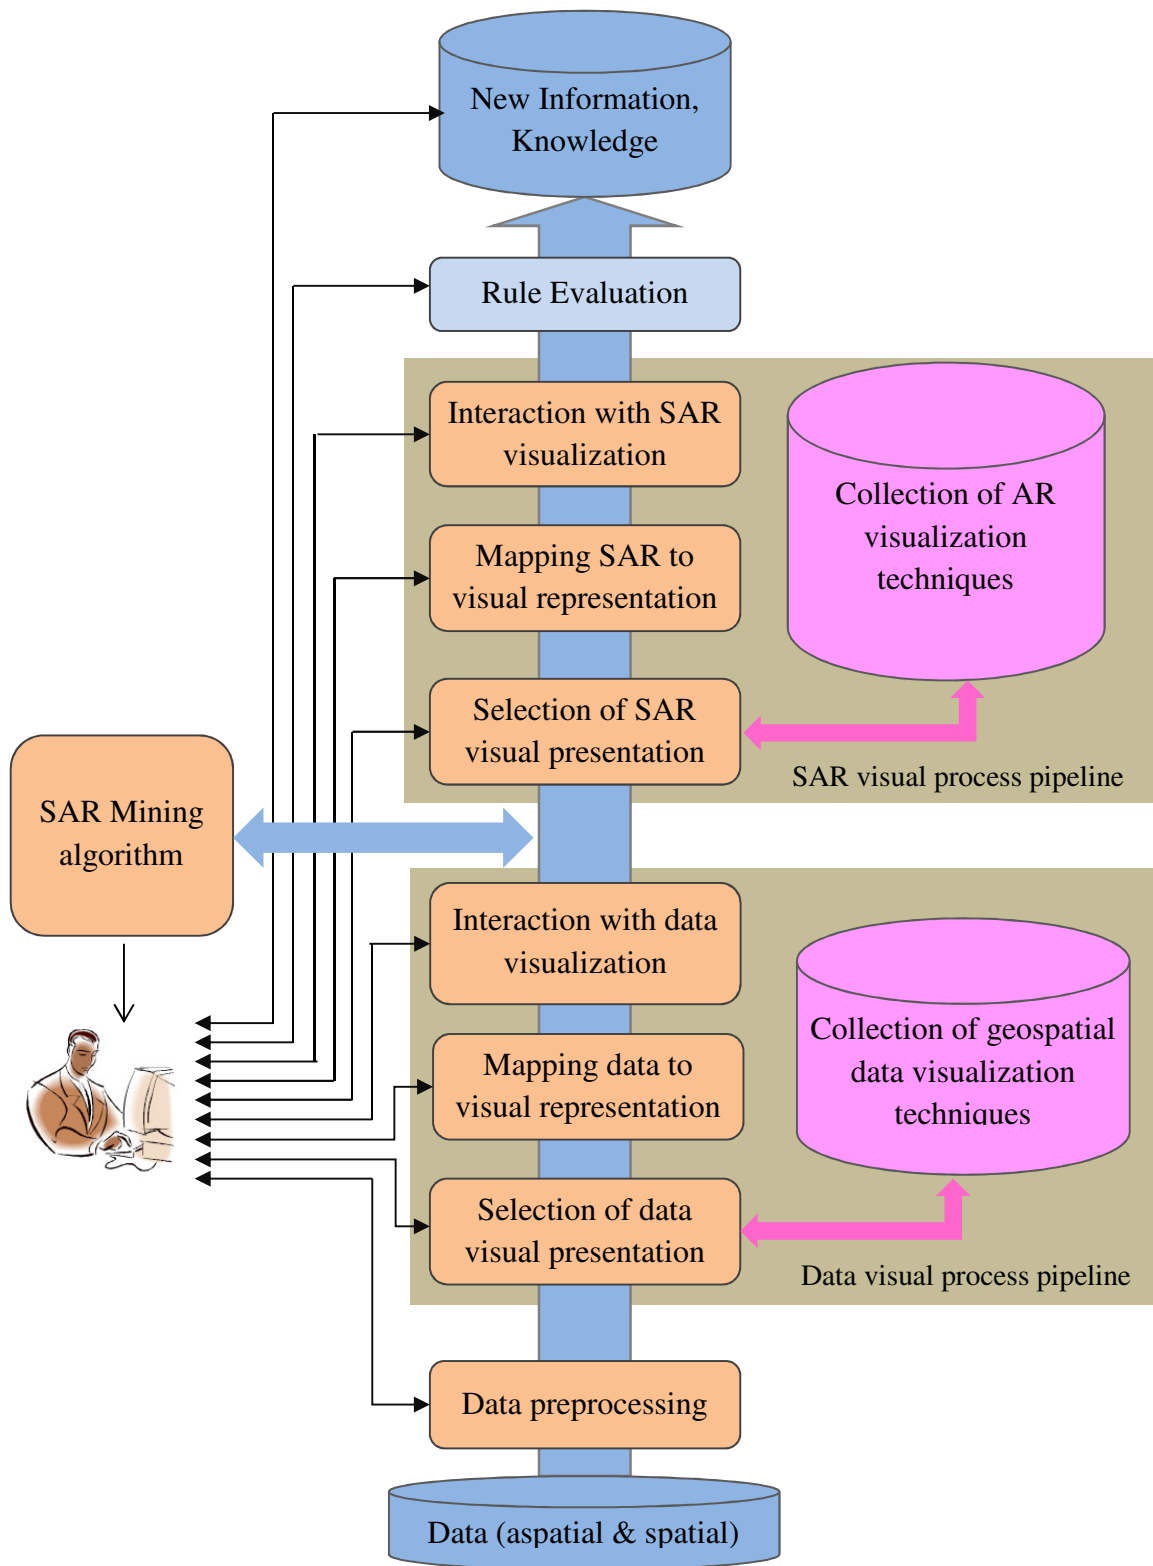 New Information,
Knowledge
Rule Evaluation
Interaction with SAR
visualization
Collection of AR
visualization
techniques
Mapping SAR to
visual representation
Selection of SAR
visual presentation
SAR visual process pipeline
SAR Mining
algorithm
Interaction with data
visualization
Collection of geospatial
data visualization
techniques
Mapping data to
visual representation
Selection of data
visual presentation
Data visual process pipeline
Data preprocessing
Data (aspatial & spatial)